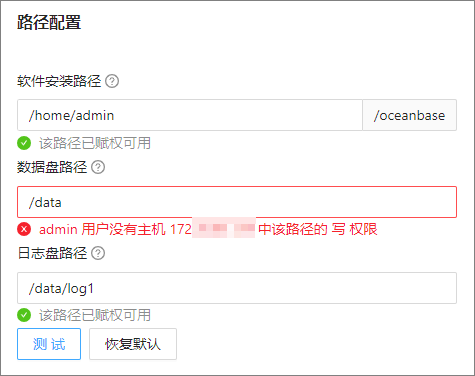 路径配置
软件安装路径
/home/admin /oceanbase
该路径已赋权可用
数据盘路径
/data
admin 用户没有主机 172 中该路径的 写 权限
日志盘路径
/data/log1
该路径已赋权可用
测 试 恢复默认